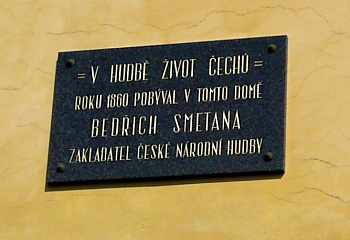 = V HUDBĚ ŽIVOT ČECHŮ =
ROKU 1860 POBÝVAL V TOMTO DOMĚ
BEDŘICH SMETANA
ZAKLADATEL ČESKÉ NÁRODNÍ HUDBY